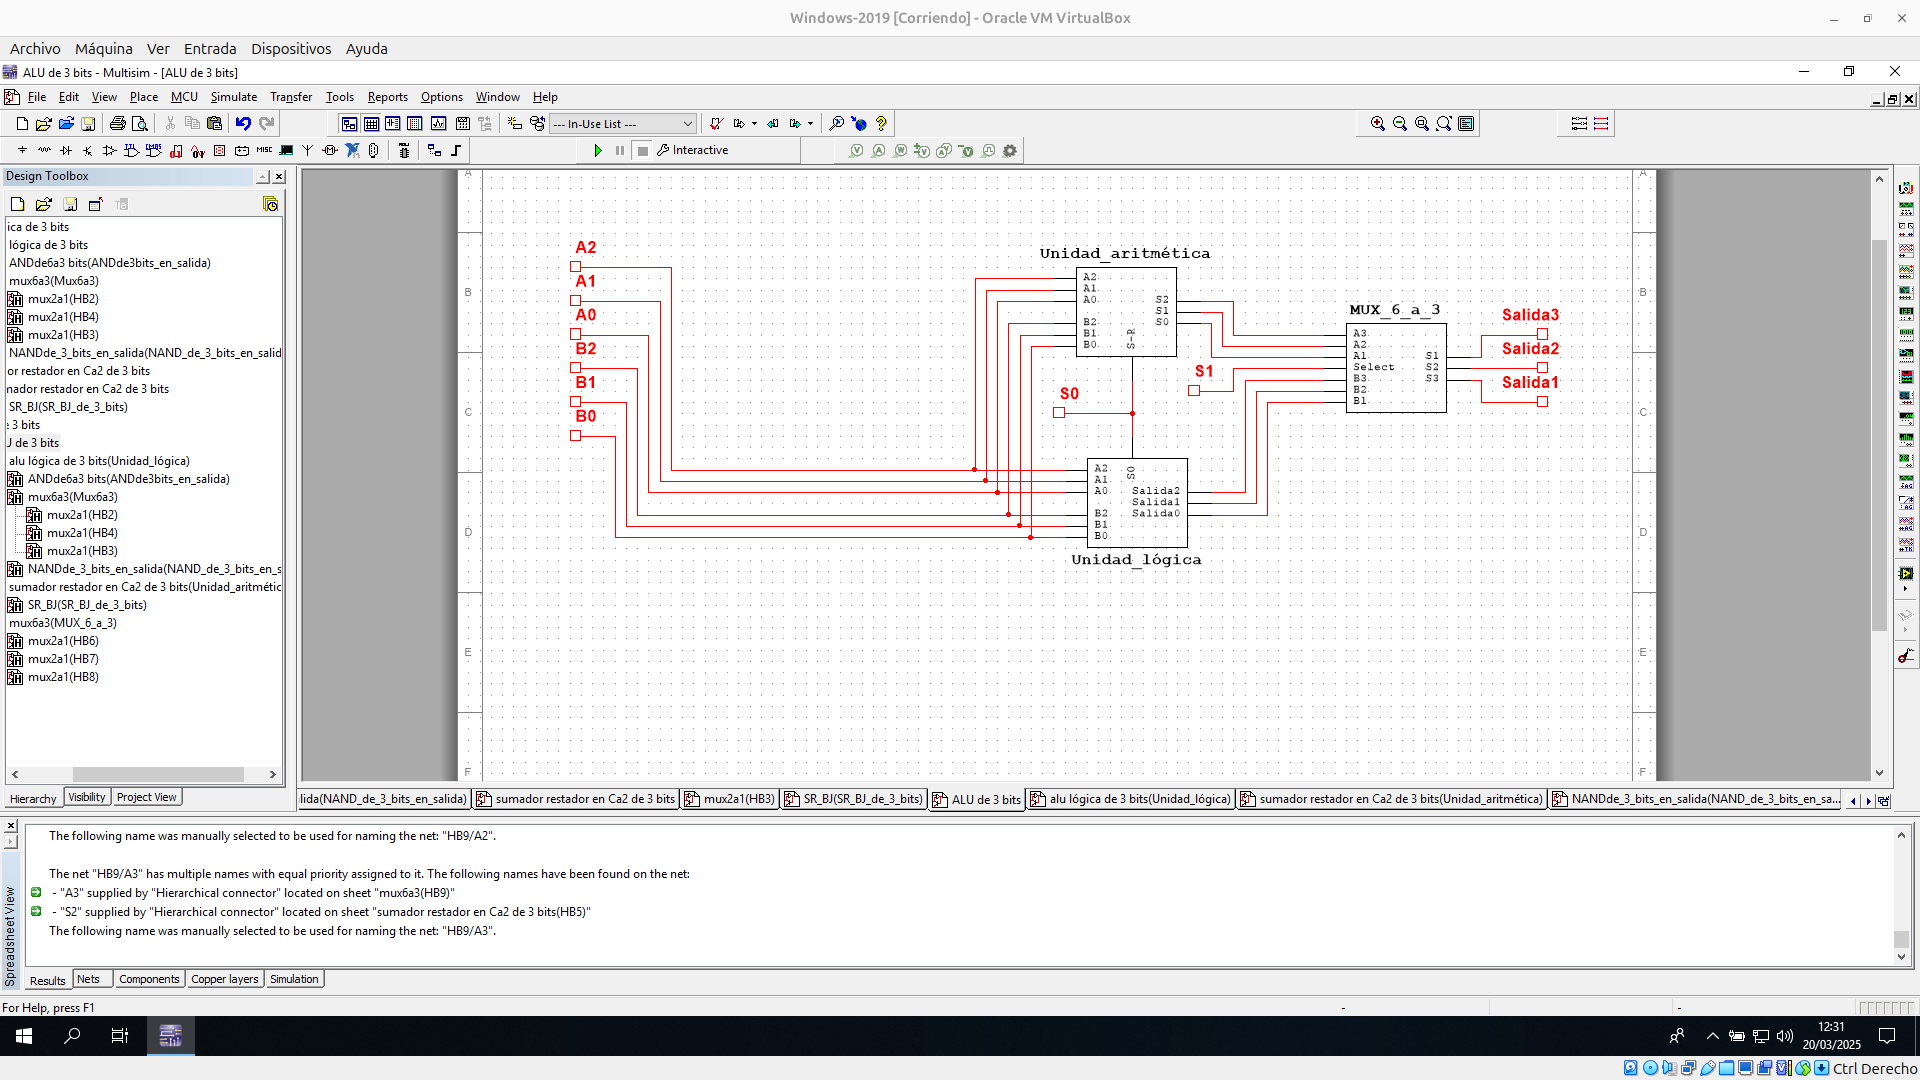 Windows-2019 [Corriendo] - Oracle VM VirtualBox
Archivo Máquina Ver Entrada Dispositivos Ayuda
ALU de 3 bits - Multisim - [ALU de 3 bits]
File Edit View Place MCU Simulate Transfer Tools Reports Options Window Help
--- In-Use List ---
Interactive
Design Toolbox
ica de 3 bits
lógica de 3 bits
ANDde6a3 bits(ANDde3bits_en_salida)
mux6a3(Mux6a3)
mux2a1(HB2)
mux2a1(HB4)
mux2a1(HB3)
NANDde_3_bits_en_salida(NAND_de_3_bits_en_salid
or restador en Ca2 de 3 bits
nador restador en Ca2 de 3 bits
SR_BJ(SR_BJ_de_3_bits)
e 3 bits
J de 3 bits
alu lógica de 3 bits(Unidad_lógica)
ANDde6a3 bits(ANDde3bits_en_salida)
mux6a3(Mux6a3)
mux2a1(HB2)
mux2a1(HB4)
mux2a1(HB3)
NANDde_3_bits_en_salida(NAND_de_3_bits_en_s
sumador restador en Ca2 de 3 bits(Unidad_aritmétic
SR_BJ(SR_BJ_de_3_bits)
mux6a3(MUX_6_a_3)
mux2a1(HB6)
mux2a1(HB7)
mux2a1(HB8)
Hierarchy Visibility Project View
A A
B B
C C
D D
E E
F F
A2
A1
A0
B2
B1
B0
Unidad_aritmética
A2
A1
A0
B2
B1
B0
S2
S1
S0
S-R
S0
S1
MUX_6_a_3
A3
A2
A1
Select
B3
B2
B1
S1
S2
S3
Salida3
Salida2
Salida1
A2
A1
A0
B2
B1
B0
S0
Salida2
Salida1
Salida0
Unidad_lógica
lida(NAND_de_3_bits_en_salida) sumador restador en Ca2 de 3 bits mux2a1(HB3) SR_BJ(SR_BJ_de_3_bits) ALU de 3 bits alu lógica de 3 bits(Unidad_lógica) sumador restador en Ca2 de 3 bits(Unidad_aritmética) NANDde_3_bits_en_salida(NAND_de_3_bits_en_sa...
Spreadsheet View
The following name was manually selected to be used for naming the net: "HB9/A2".
The net "HB9/A3" has multiple names with equal priority assigned to it. The following names have been found on the net:
- "A3" supplied by "Hierarchical connector" located on sheet "mux6a3(HB9)"
- "S2" supplied by "Hierarchical connector" located on sheet "sumador restador en Ca2 de 3 bits(HB5)"
The following name was manually selected to be used for naming the net: "HB9/A3".
Results Nets Components Copper layers Simulation
For Help, press F1
- -
12:31
20/03/2025
Ctrl Derecho